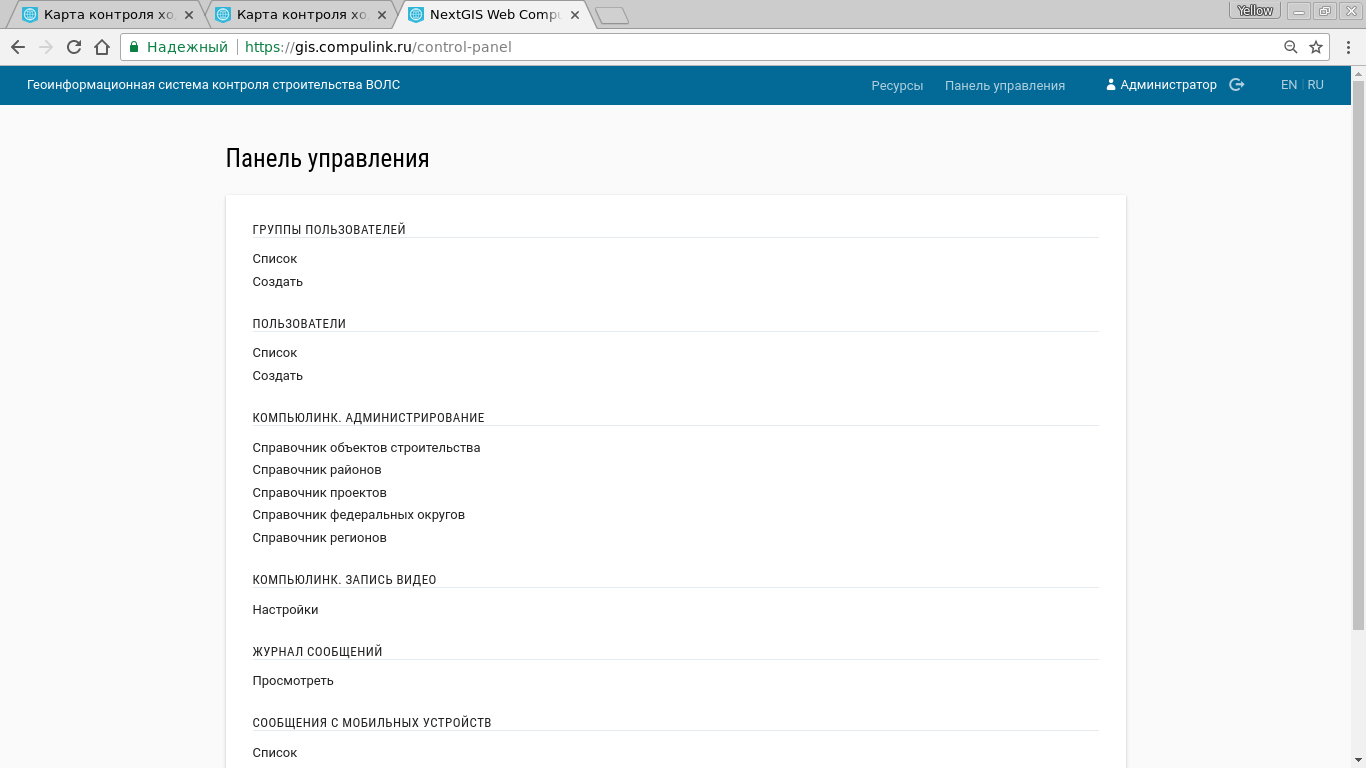 Карта контроля хо
Карта контроля хо
NextGIS Web Compu
Yellow
Надежный
https://gis.compulink.ru/control-panel
Геоинформационная система контроля строительства ВОЛС
Ресурсы
Панель управления
Администратор
EN
RU
Панель управления
ГРУППЫ ПОЛЬЗОВАТЕЛЕЙ
Список
Создать
ПОЛЬЗОВАТЕЛИ
Список
Создать
КОМПЬЮЛИНК. АДМИНИСТРИРОВАНИЕ
Справочник объектов строительства
Справочник районов
Справочник проектов
Справочник федеральных округов
Справочник регионов
КОМПЬЮЛИНК. ЗАПИСЬ ВИДЕО
Настройки
ЖУРНАЛ СООБЩЕНИЙ
Просмотреть
СООБЩЕНИЯ С МОБИЛЬНЫХ УСТРОЙСТВ
Список